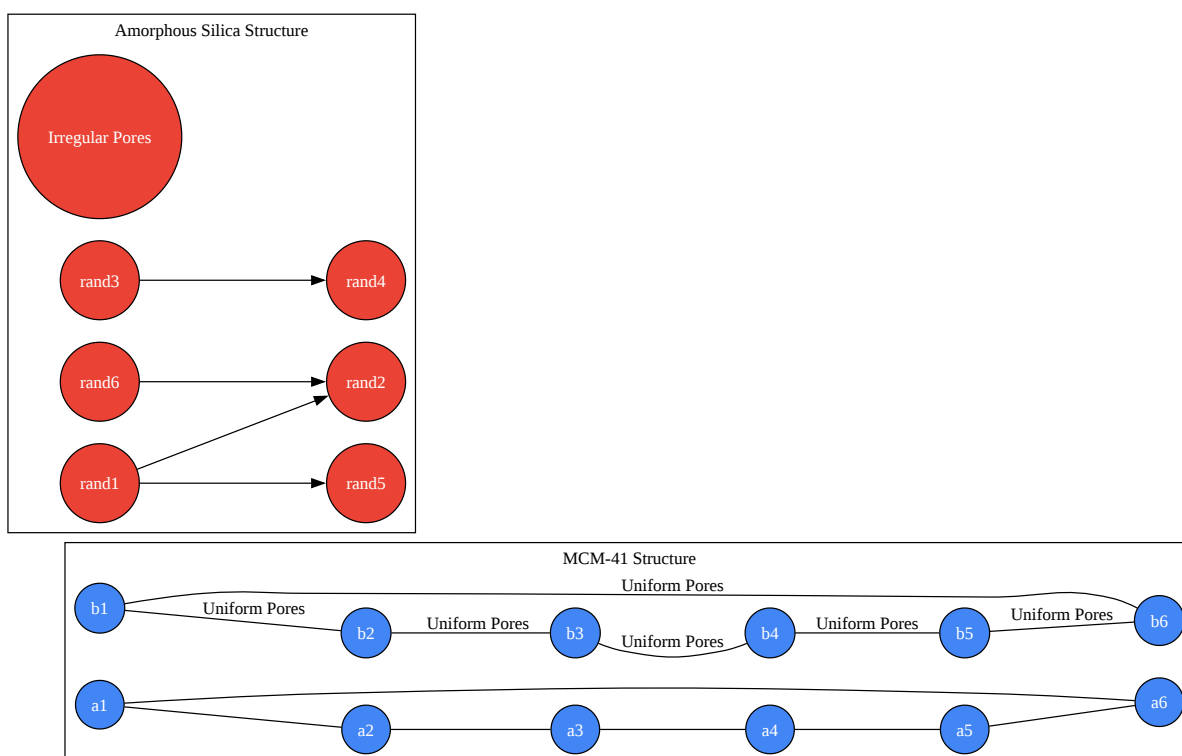 Amorphous Silica Structure
Irregular Pores
rand3
rand4
rand6
rand2
rand1
rand5
MCM-41 Structure
Uniform Pores
b1
Uniform Pores
b2
Uniform Pores
b3
Uniform Pores
b4
Uniform Pores
b5
Uniform Pores
b6
a1
a2
a3
a4
a5
a6